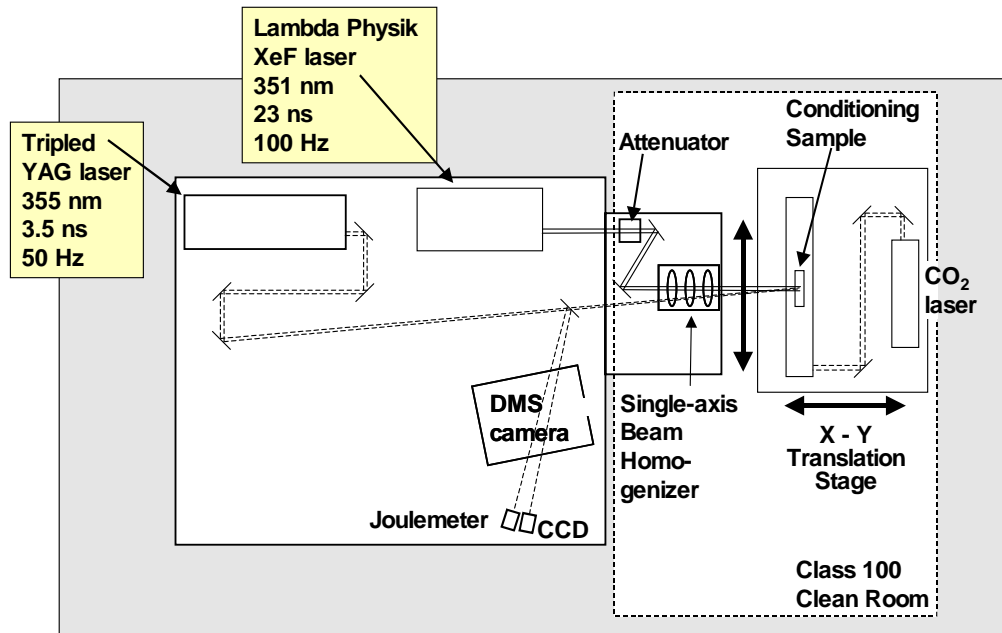 Lambda Physik
XeF laser
351 nm
23 ns
100 Hz
Tripled
YAG laser
355 nm
3.5 ns
50 Hz
Attenuator
Conditioning
Sample
CO2
laser
DMS
camera
Single-axis
Beam
Homo-
genizer
X - Y
Translation
Stage
Joulemeter
CCD
Class 100
Clean Room